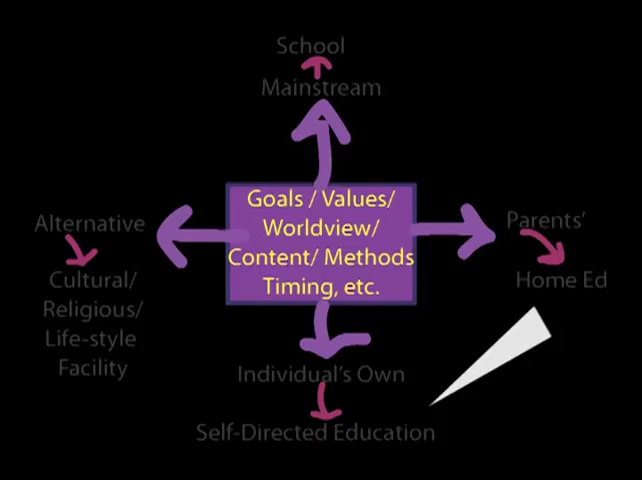 School
Mainstream
Goals / Values/
Worldview/
Content/ Methods
Timing, etc.
Alternative
Cultural/
Religious/
Life-style
Facility
Parents'
Home Ed
Individual's Own
Self-Directed Education